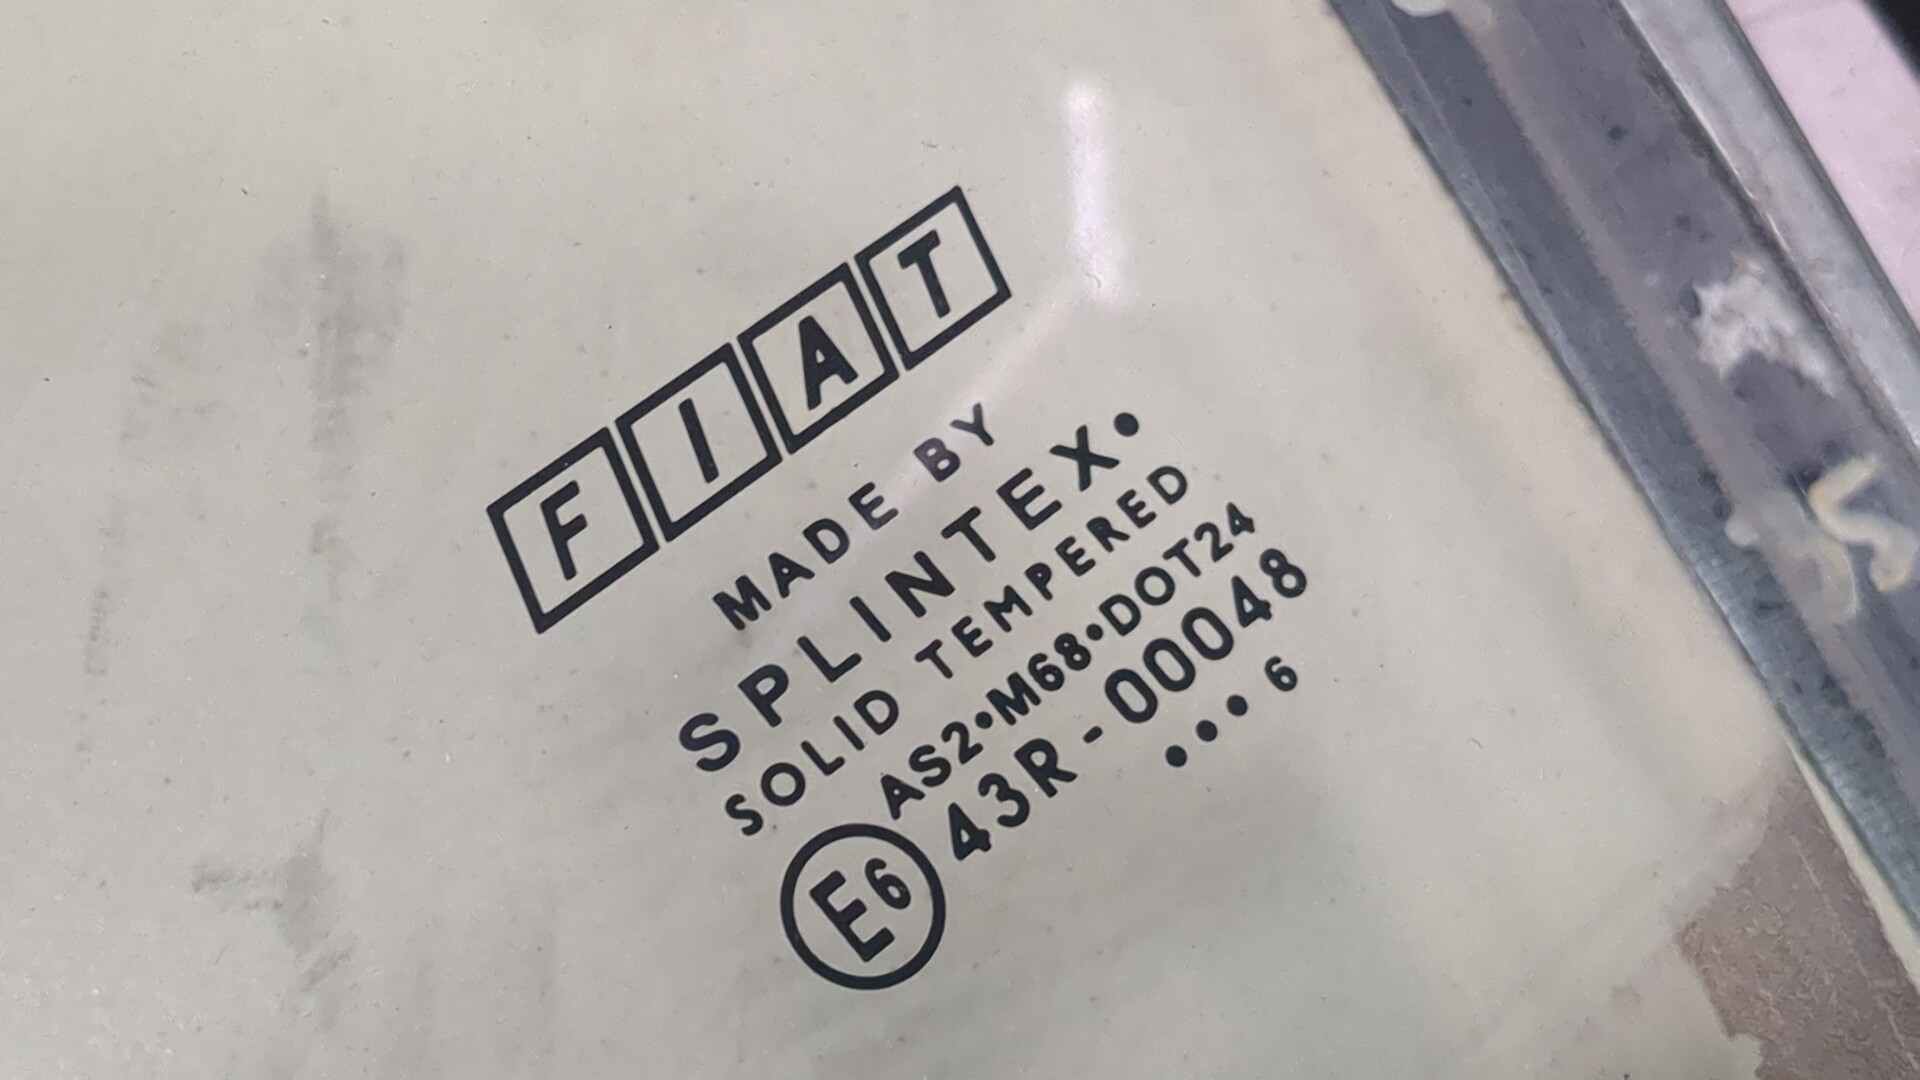 FIAT
MADE BY
SPLINTEX•
SOLID TEMPERED
AS2•M68•DOT24
E6 43R-00048
•••6
S